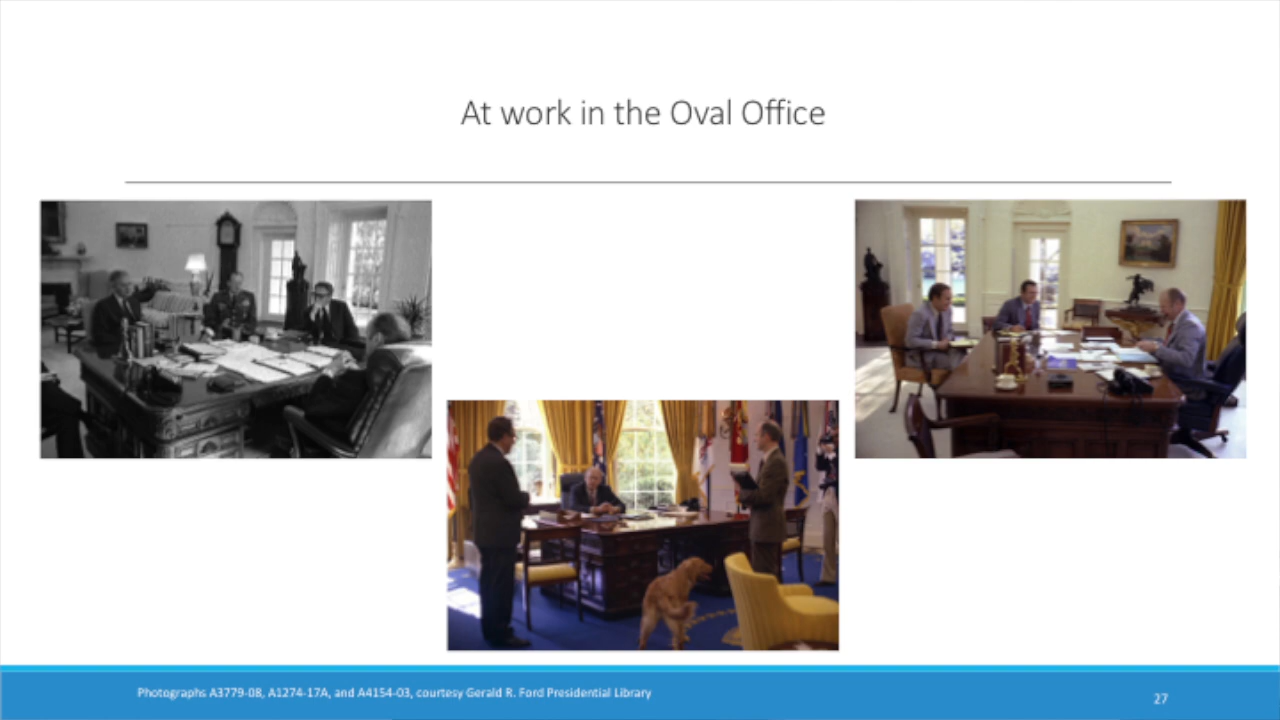 At work in the Oval Office
Photographs A3779-08, A1274-17A, and A4154-03, courtesy Gerald R. Ford Presidential Library
27